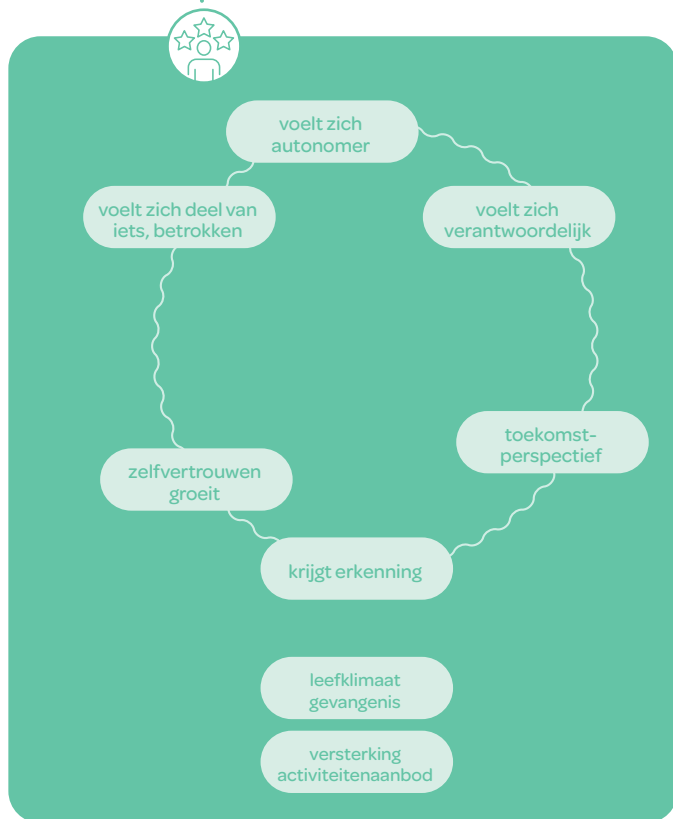 voelt zich
autonomer
voelt zich deel van
iets, betrokken
voelt zich
verantwoordelijk
toekomst-
perspectief
zelfvertrouwen
groeit
krijgt erkenning
leefklimaat
gevangenis
versterking
activiteitenaanbod